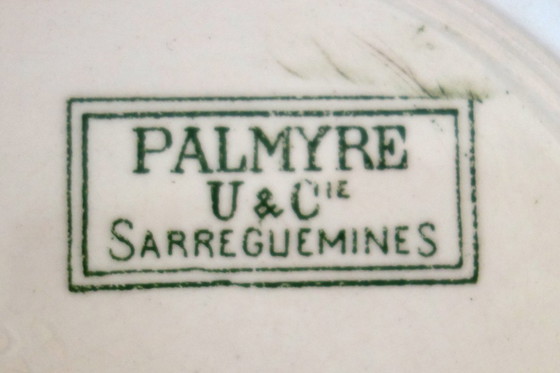 PALMYRE
U & CIE
SARREGUEMINES